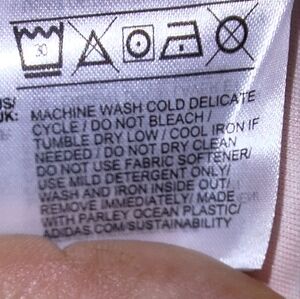 30
US/
UK:
MACHINE WASH COLD DELICATE
CYCLE / DO NOT BLEACH /
TUMBLE DRY LOW / COOL IRON IF
NEEDED / DO NOT DRY CLEAN
DO NOT USE FABRIC SOFTENER/
USE MILD DETERGENT ONLY/
WASH AND IRON INSIDE OUT/
REMOVE IMMEDIATELY/ MADE
WITH PARLEY OCEAN PLASTIC/
ADIDAS.COM/SUSTAINABILITY